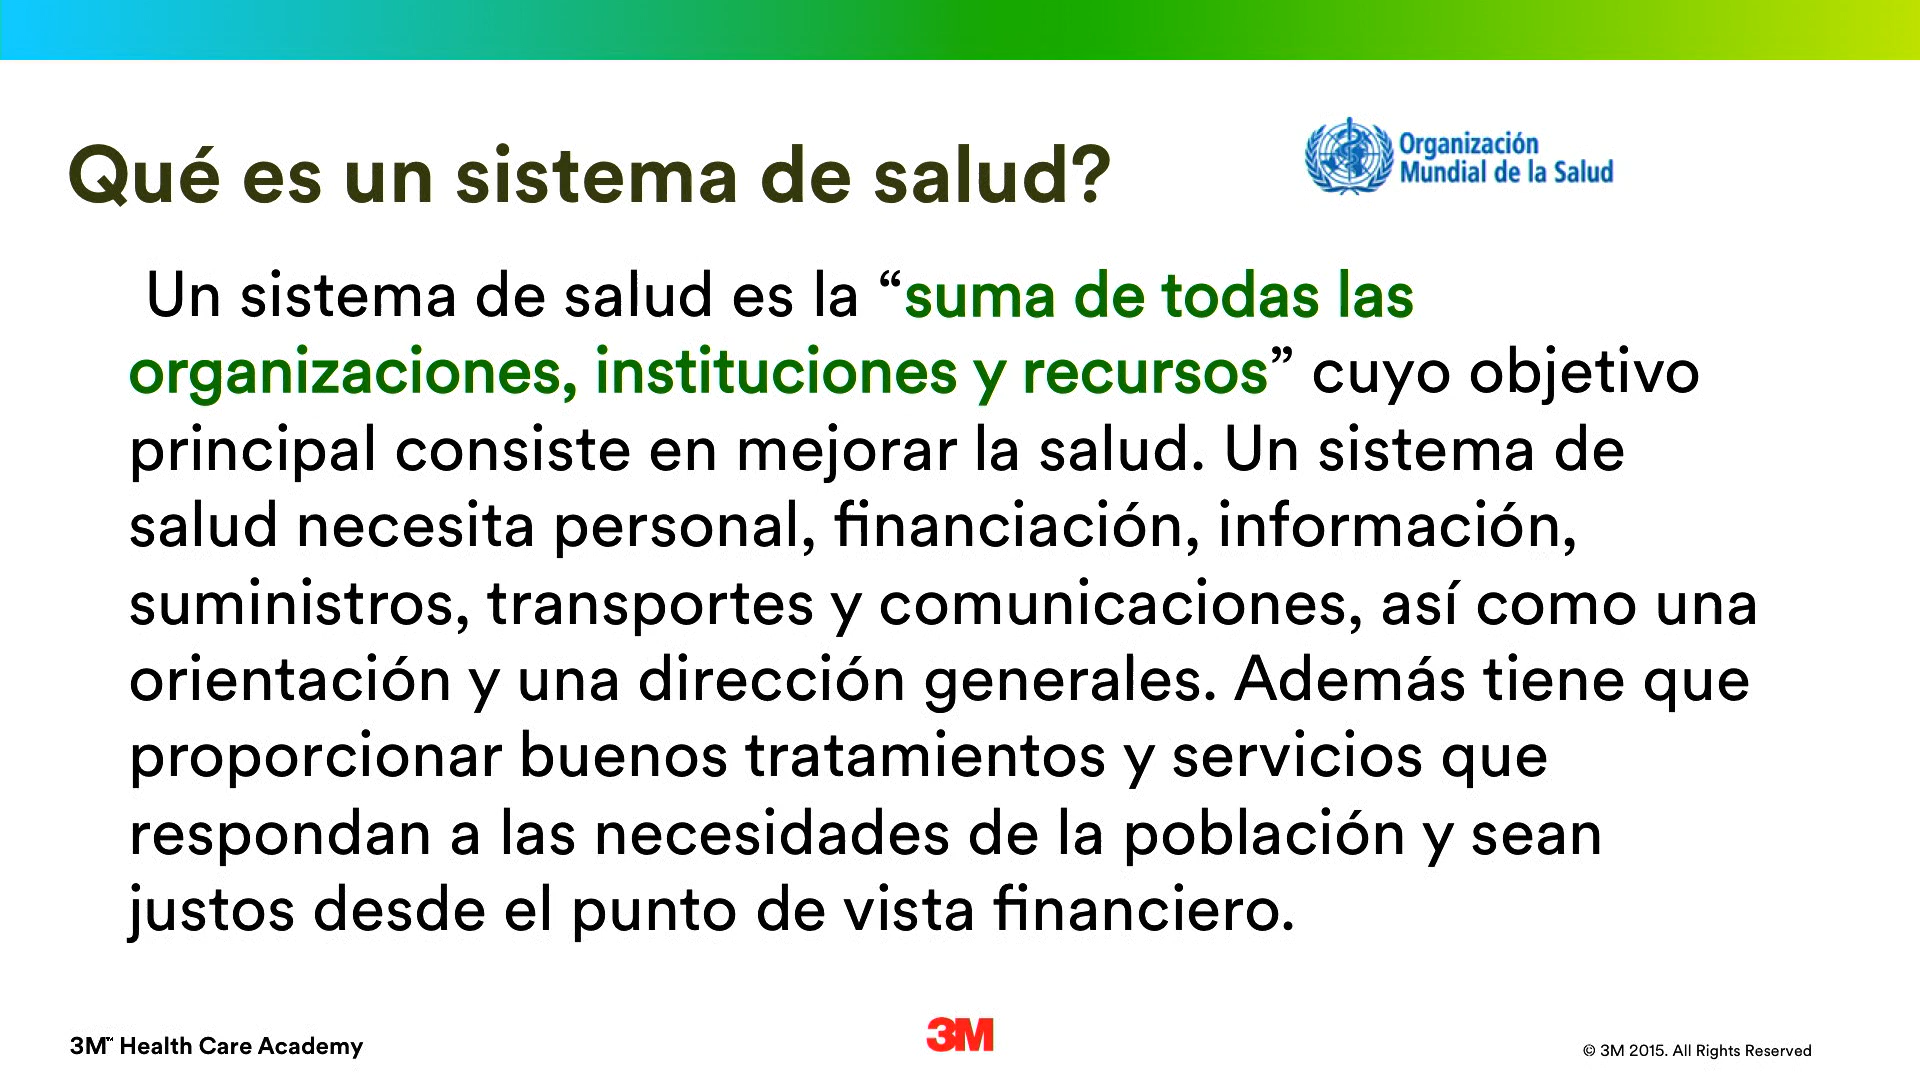 Qué es un sistema de salud?
Organización
Mundial de la Salud
Un sistema de salud es la “suma de todas las
organizaciones, instituciones y recursos” cuyo objetivo
principal consiste en mejorar la salud. Un sistema de
salud necesita personal, financiación, información,
suministros, transportes y comunicaciones, así como una
orientación y una dirección generales. Además tiene que
proporcionar buenos tratamientos y servicios que
respondan a las necesidades de la población y sean
justos desde el punto de vista financiero.
3M™ Health Care Academy
3M
© 3M 2015. All Rights Reserved